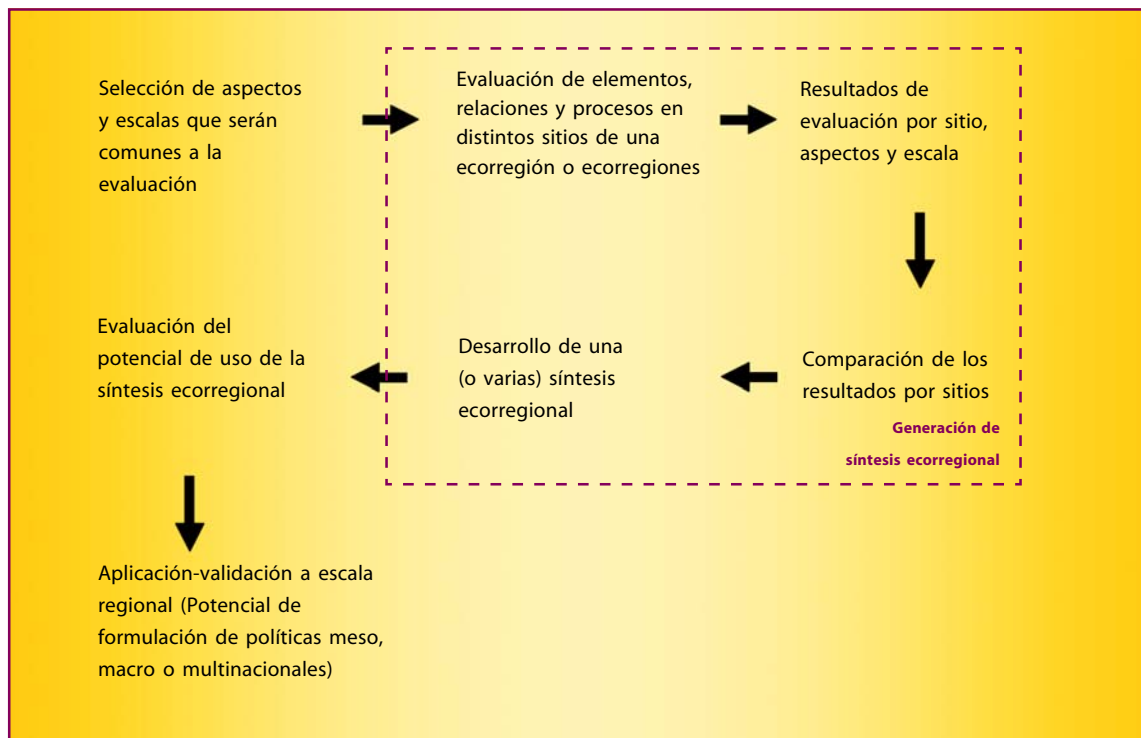 Selección de aspectos
y escalas que serán
comunes a la
evaluación
Evaluación de elementos,
relaciones y procesos en
distintos sitios de una
ecorregión o ecorregiones
Resultados de
evaluación por sitio,
aspectos y escala
Comparación de los
resultados por sitios
Generación de
síntesis ecorregional
Desarrollo de una
(o varias) síntesis
ecorregional
Evaluación del
potencial de uso de la
síntesis ecorregional
Aplicación-validación a escala
regional (Potencial de
formulación de políticas meso,
macro o multinacionales)